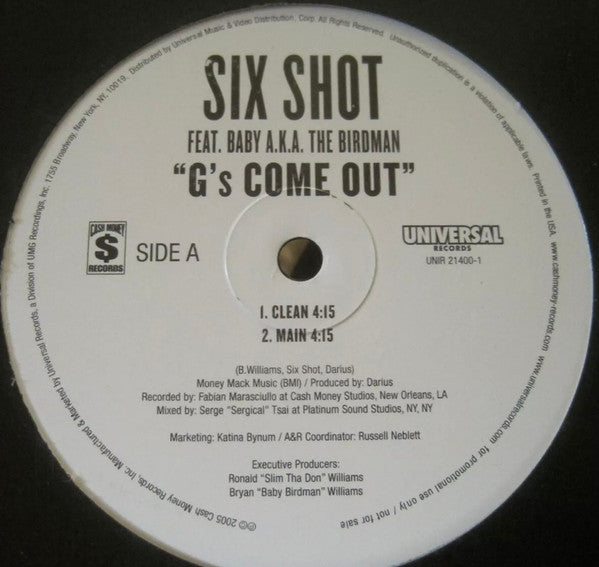 SIX SHOT
FEAT. BABY A.K.A. THE BIRDMAN
"G's COME OUT"
CASH MONEY
$
RECORDS
SIDE A
UNIVERSAL
RECORDS
UNIR 21400-1
1. CLEAN 4:15
2. MAIN 4:15
(B.Williams, Six Shot, Darius)
Money Mack Music (BMI) / Produced by: Darius
Recorded by: Fabian Marasciullo at Cash Money Studios, New Orleans, LA
Mixed by: Serge "Sergical" Tsai at Platinum Sound Studios, NY, NY
Marketing: Katina Bynum / A&R Coordinator: Russell Neblett
Executive Producers:
Ronald "Slim Tha Don" Williams
Bryan "Baby Birdman" Williams
℗© 2005 Cash Money Records, Inc. Manufactured & Marketed by Universal Records, a Division of UMG Recordings, Inc. 1755 Broadway, New York, NY, 10019. Distributed by Universal Music & Video Distribution, Corp. All Rights Reserved. Unauthorized duplication is a violation of applicable laws. Printed in the USA. www.cashmoney-records.com www.universalrecords.com for promotional use only / not for sale